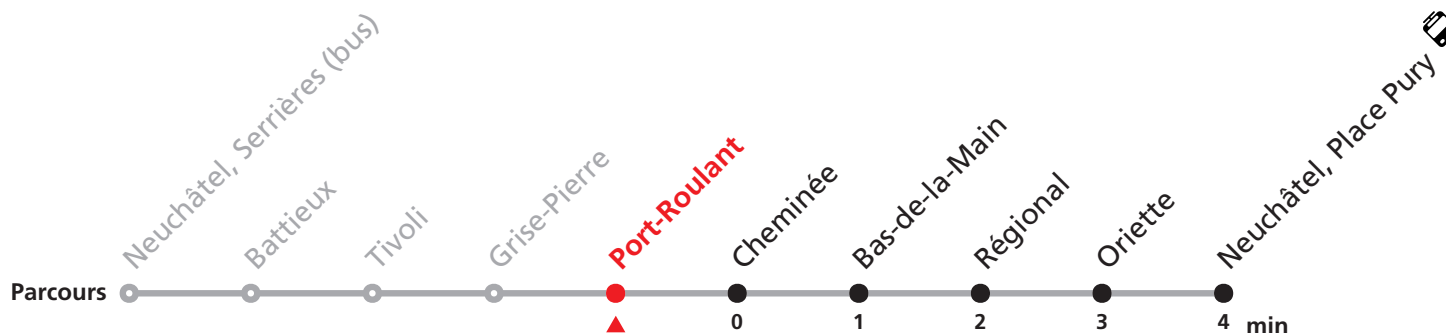 Neuchâtel, Serrières (bus)
Battieux
Tivoli
Grise-Pierre
Port-Roulant
Cheminée
Bas-de-la-Main
Régional
Oriette
Neuchâtel, Place Pury
Parcours
0 1 2 3 4 min